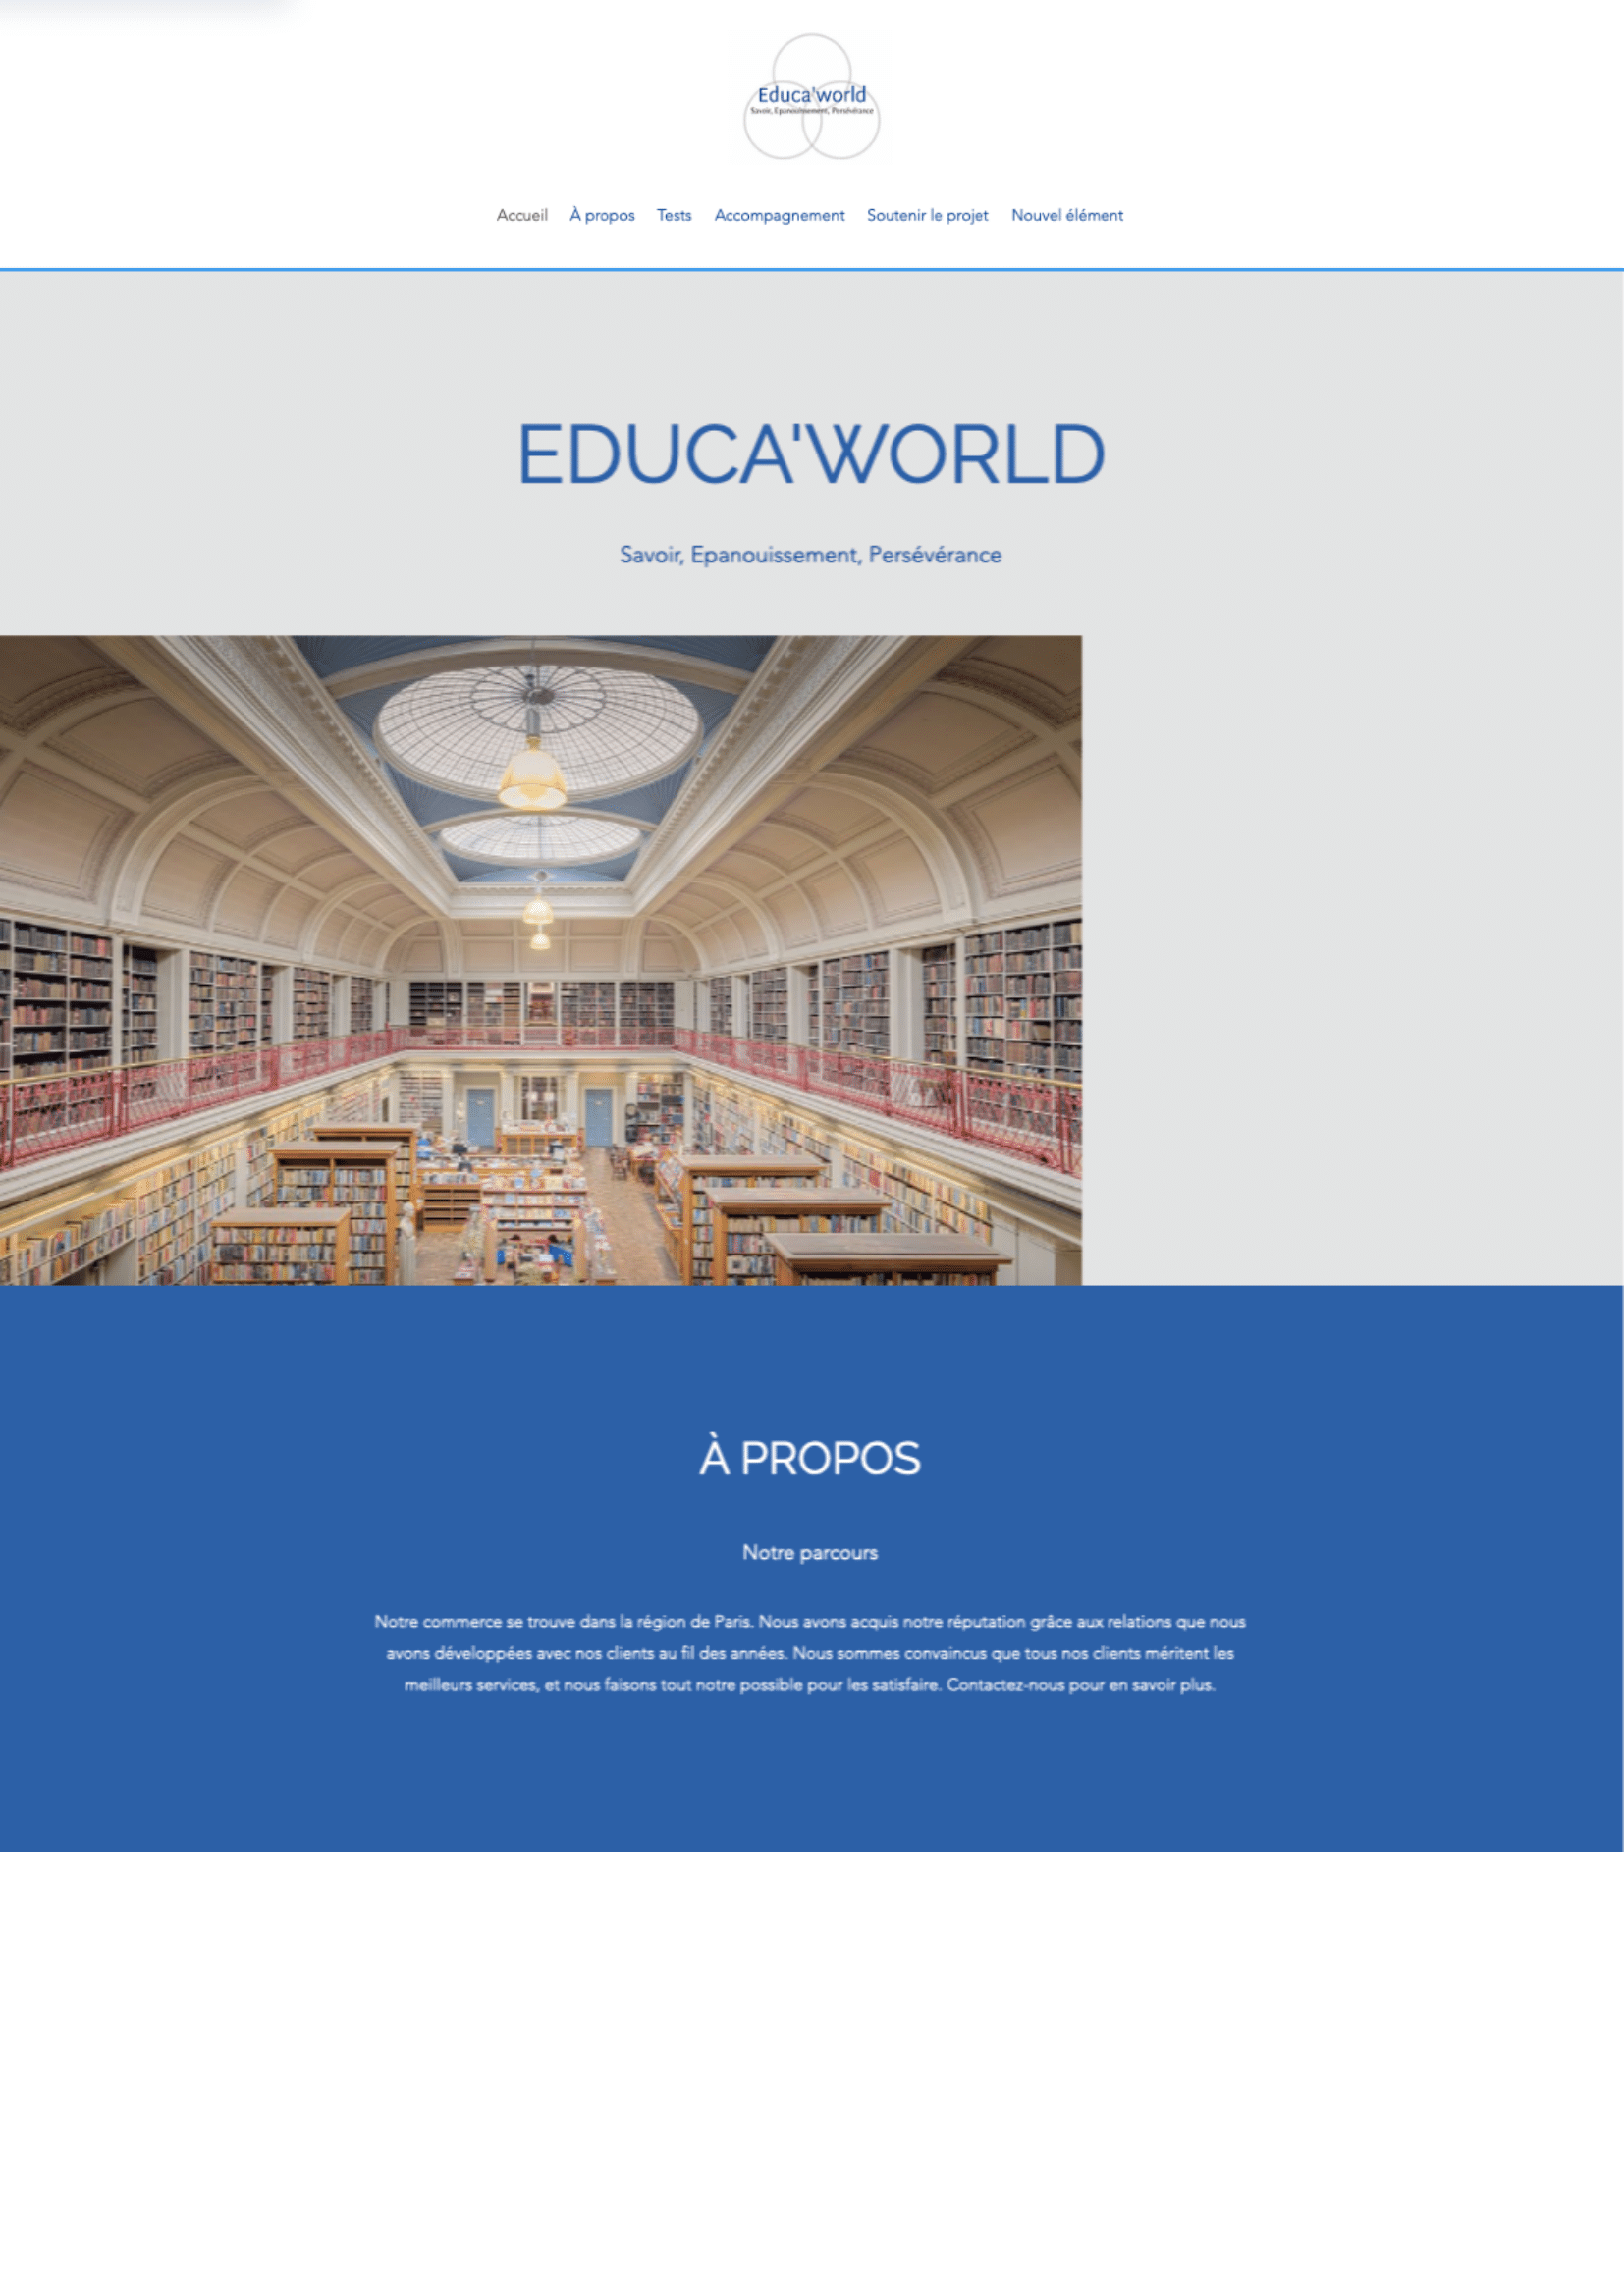 Educa'world
Savoir, Epanouissement, Persévérance
Accueil À propos Tests Accompagnement Soutenir le projet Nouvel élément
EDUCA'WORLD
Savoir, Epanouissement, Persévérance
À PROPOS
Notre parcours
Notre commerce se trouve dans la région de Paris. Nous avons acquis notre réputation grâce aux relations que nous
avons développées avec nos clients au fil des années. Nous sommes convaincus que tous nos clients méritent les
meilleurs services, et nous faisons tout notre possible pour les satisfaire. Contactez-nous pour en savoir plus.